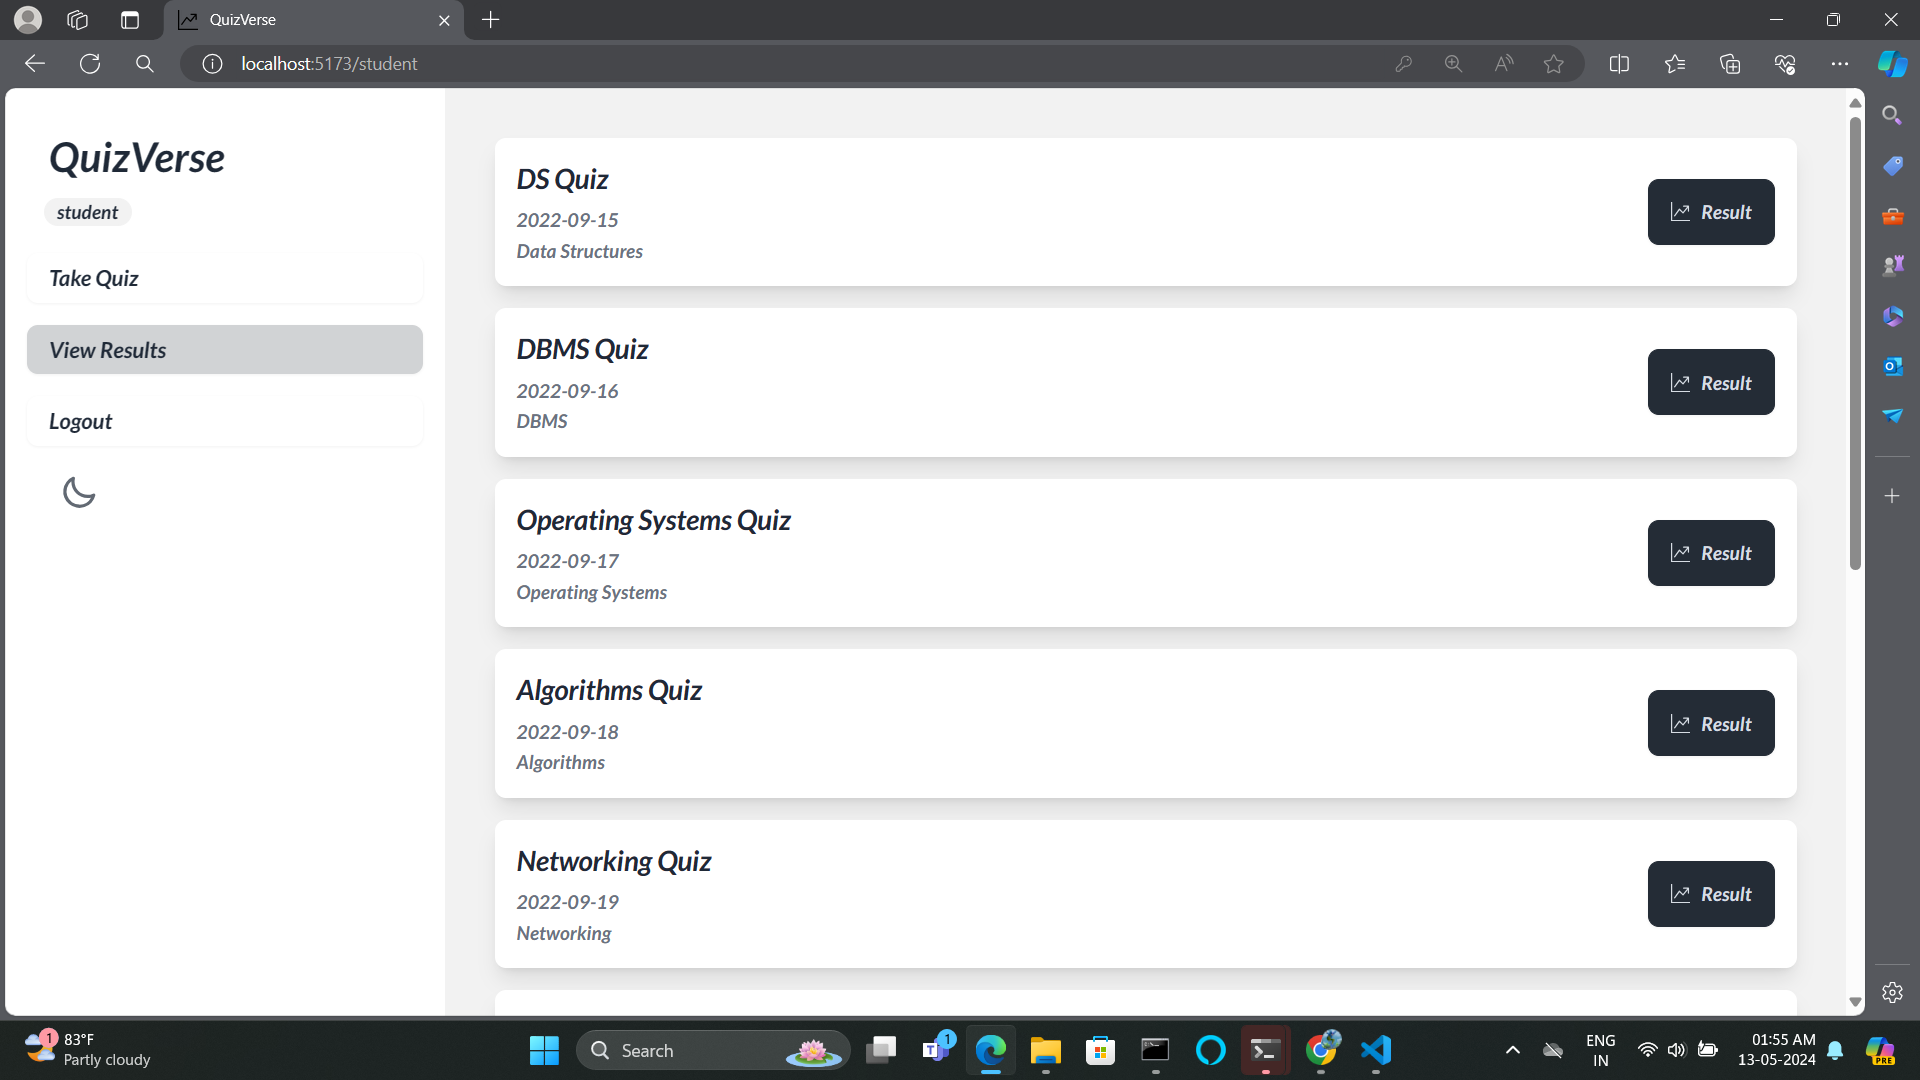 QuizVerse
localhost:5173/student
QuizVerse
student
Take Quiz
View Results
Logout
DS Quiz
2022-09-15
Data Structures
Result
DBMS Quiz
2022-09-16
DBMS
Result
Operating Systems Quiz
2022-09-17
Operating Systems
Result
Algorithms Quiz
2022-09-18
Algorithms
Result
Networking Quiz
2022-09-19
Networking
Result
1
83°F
Partly cloudy
Search
1
ENG
IN
01:55 AM
13-05-2024
PRE